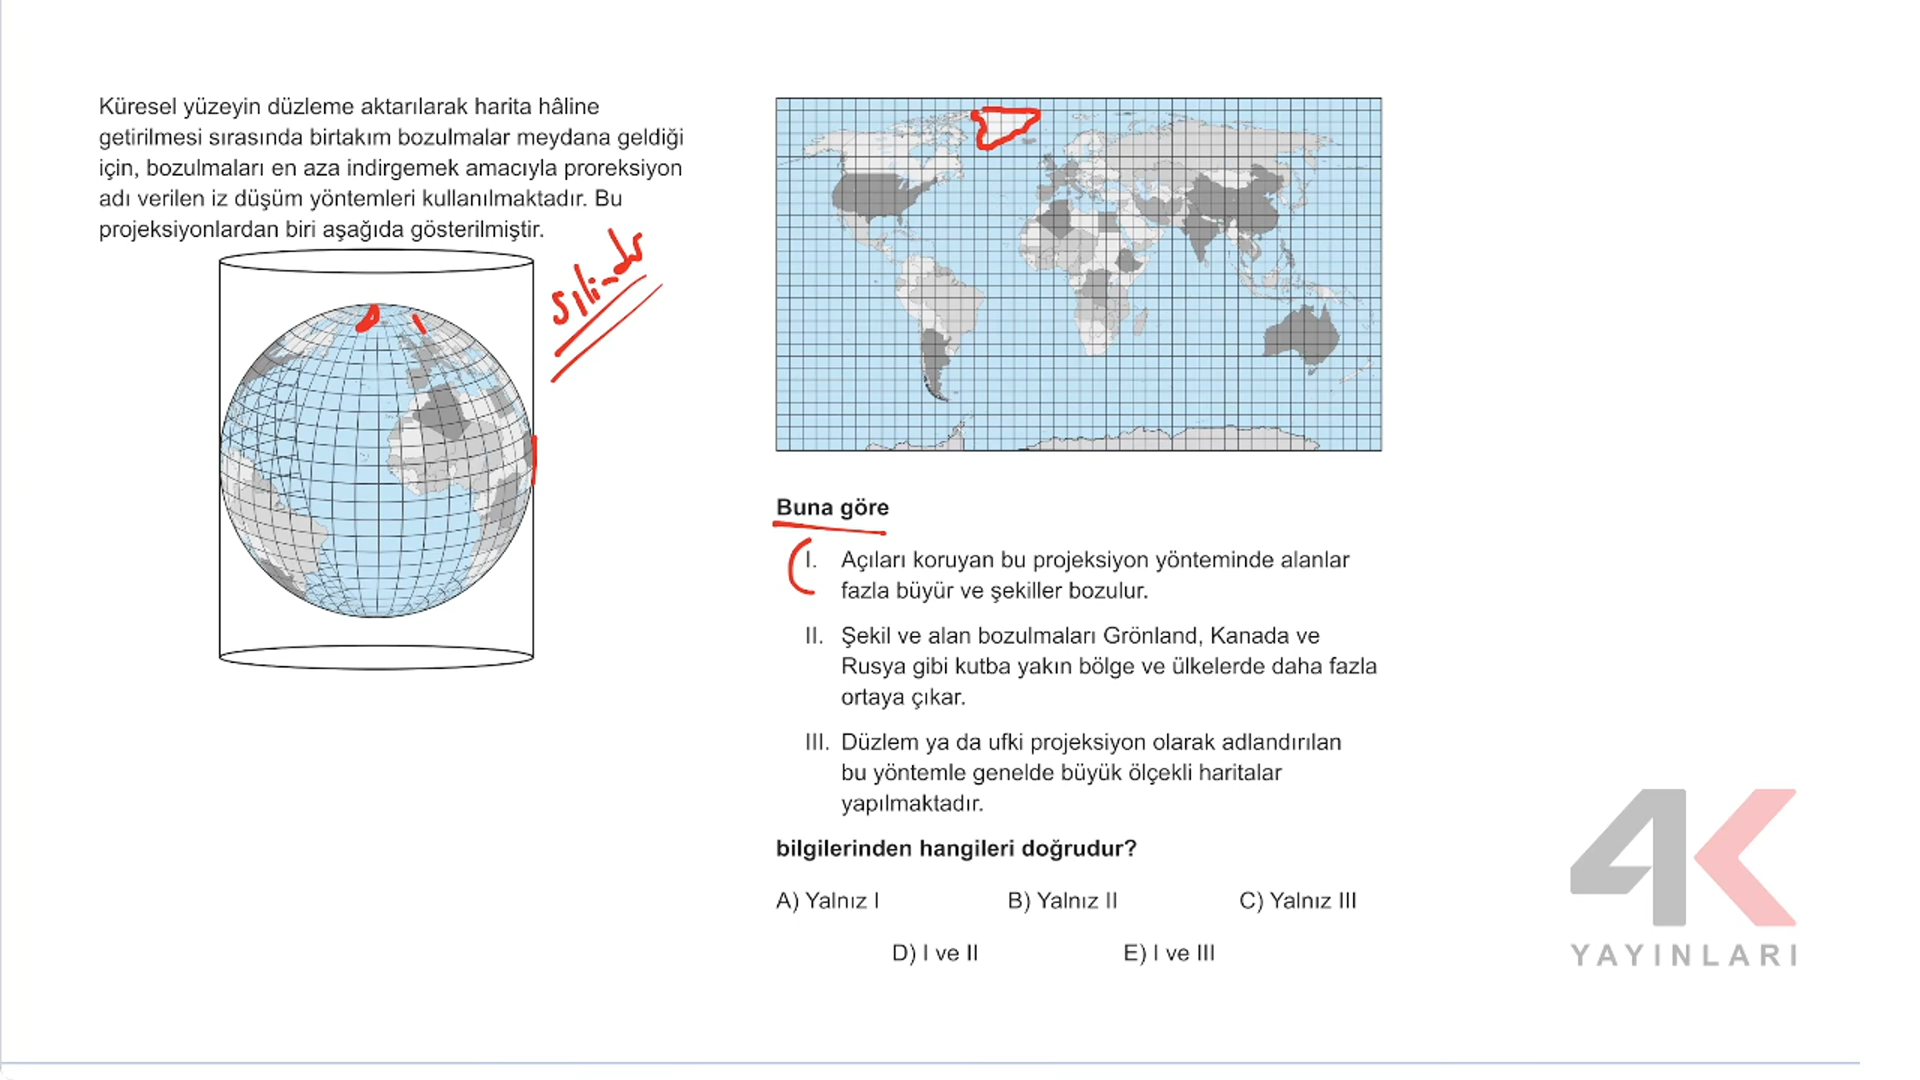 Küresel yüzeyin düzleme aktarılarak harita hâline
getirilmesi sırasında birtakım bozulmalar meydana geldiği
için, bozulmaları en aza indirgemek amacıyla proreksiyon
adı verilen iz düşüm yöntemleri kullanılmaktadır. Bu
projeksiyonlardan biri aşağıda gösterilmiştir.
Silindir
Buna göre
I. Açıları koruyan bu projeksiyon yönteminde alanlar
fazla büyür ve şekiller bozulur.
II. Şekil ve alan bozulmaları Grönland, Kanada ve
Rusya gibi kutba yakın bölge ve ülkelerde daha fazla
ortaya çıkar.
III. Düzlem ya da ufki projeksiyon olarak adlandırılan
bu yöntemle genelde büyük ölçekli haritalar
yapılmaktadır.
bilgilerinden hangileri doğrudur?
A) Yalnız I B) Yalnız II C) Yalnız III
D) I ve II E) I ve III
4K
YAYINLARI